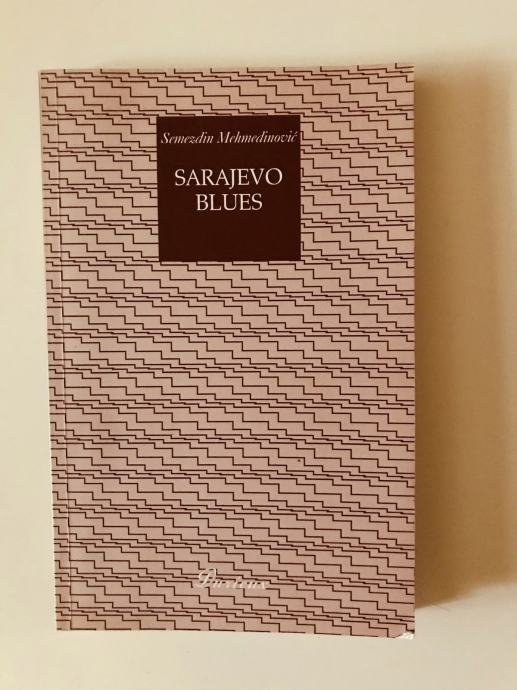 Semezdin Mehmedinović
SARAJEVO
BLUES
Durieux